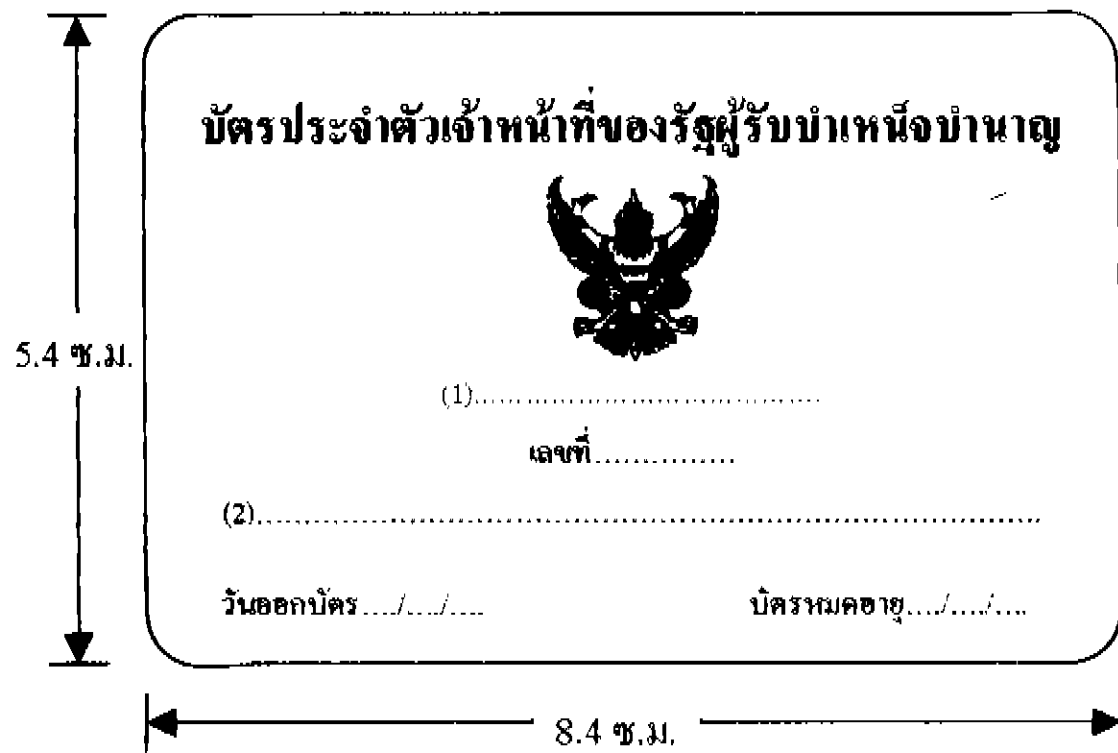 บัตรประจำตัวเจ้าหน้าที่ของรัฐผู้รับบำเหน็จบำนาญ
5.4 ซ.ม.
(1)....................................
เลขที่...............
(2)....................................................................................
วันออกบัตร..../..../.... บัตรหมดอายุ..../..../....
8.4 ซ.ม.